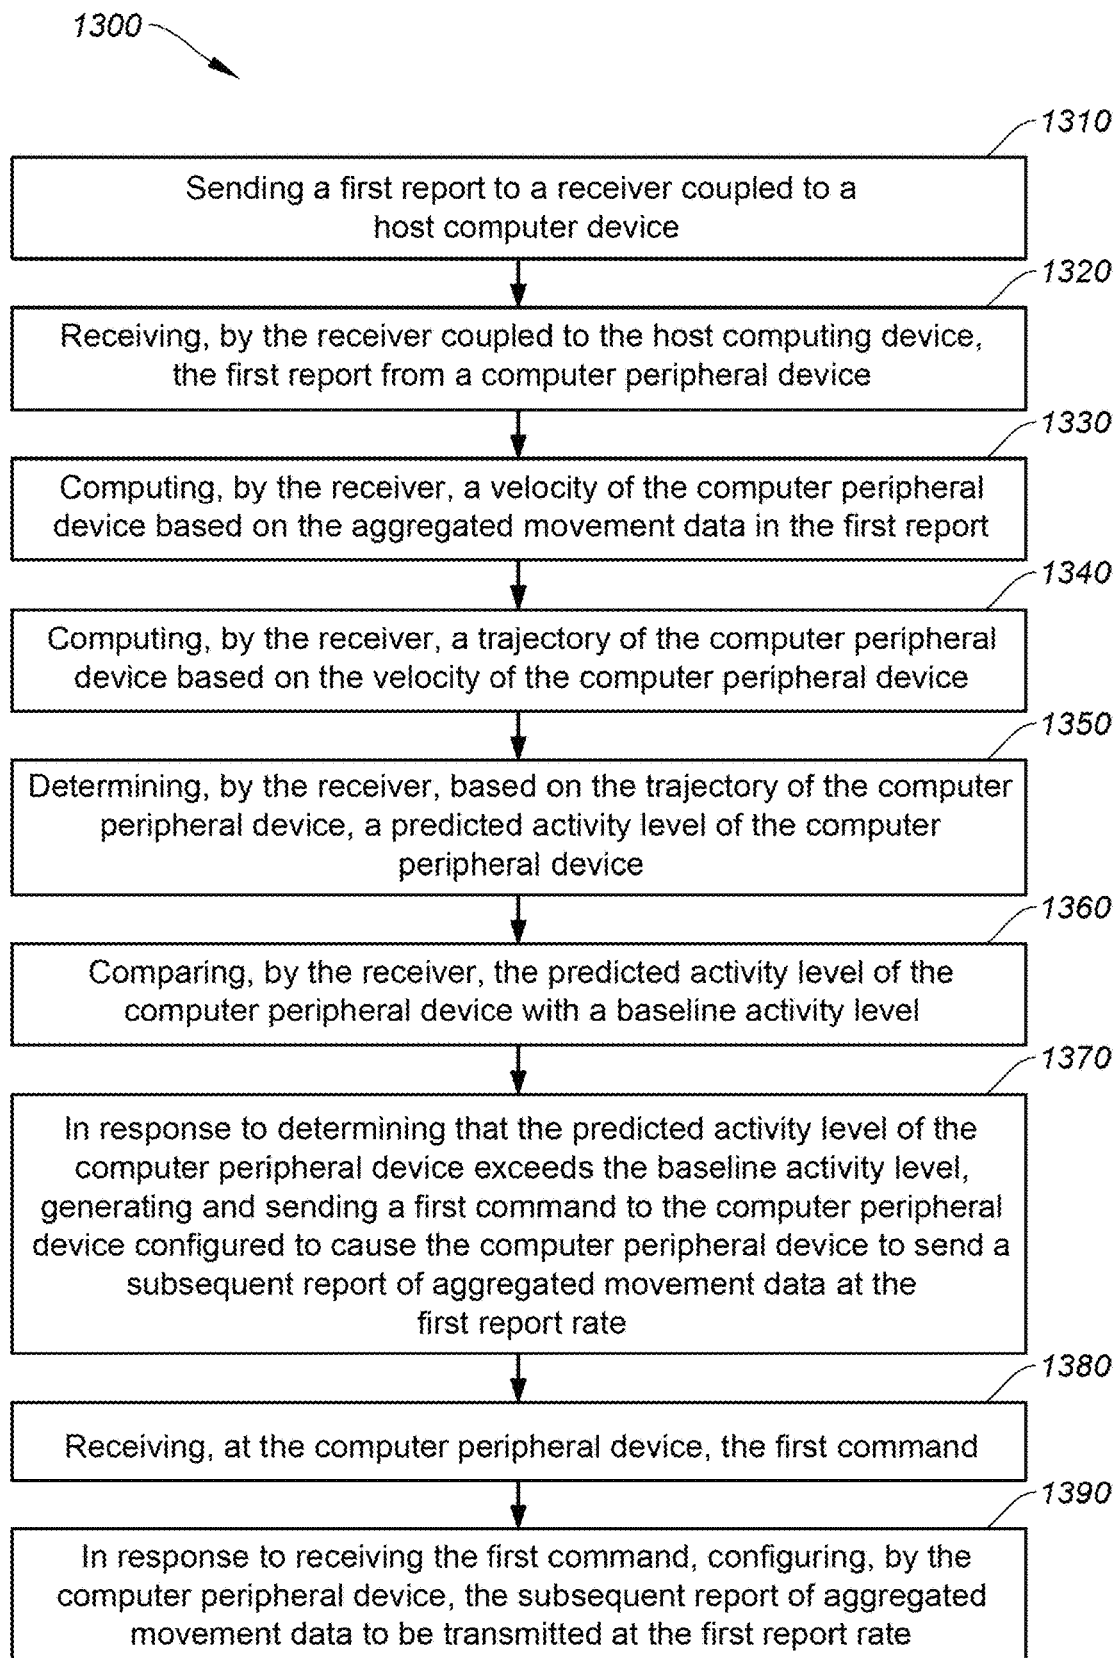 1300
1310
Sending a first report to a receiver coupled to a
host computer device
1320
Receiving, by the receiver coupled to the host computing device,
the first report from a computer peripheral device
1330
Computing, by the receiver, a velocity of the computer peripheral
device based on the aggregated movement data in the first report
1340
Computing, by the receiver, a trajectory of the computer peripheral
device based on the velocity of the computer peripheral device
1350
Determining, by the receiver, based on the trajectory of the computer
peripheral device, a predicted activity level of the computer
peripheral device
1360
Comparing, by the receiver, the predicted activity level of the
computer peripheral device with a baseline activity level
1370
In response to determining that the predicted activity level of the
computer peripheral device exceeds the baseline activity level,
generating and sending a first command to the computer peripheral
device configured to cause the computer peripheral device to send a
subsequent report of aggregated movement data at the
first report rate
1380
Receiving, at the computer peripheral device, the first command
1390
In response to receiving the first command, configuring, by the
computer peripheral device, the subsequent report of aggregated
movement data to be transmitted at the first report rate